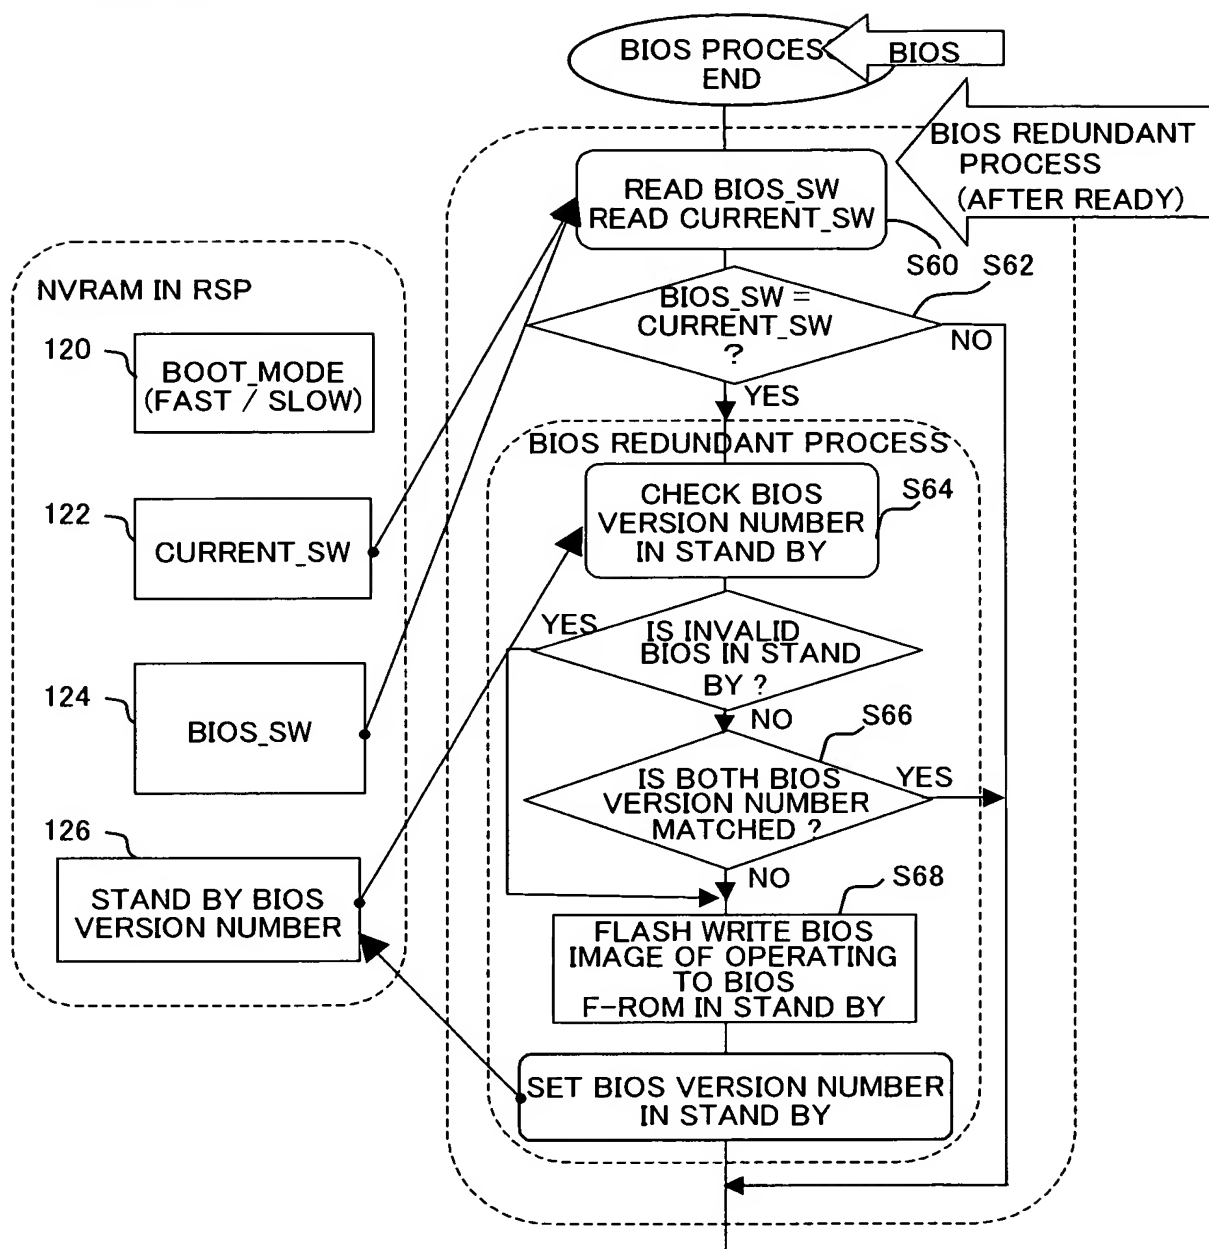 BIOS PROCE
END
BIOS
BIOS REDUNDANT
PROCESS
(AFTER READY)
READ BIOS_SW
READ CURRENT_SW
S60
S62
NVRAM IN RSP
BIOS_SW =
CURRENT_SW
?
NO
YES
120
BOOT_MODE
(FAST / SLOW)
BIOS REDUNDANT PROCESS
CHECK BIOS
VERSION NUMBER
IN STAND BY
S64
122
CURRENT_SW
YES
IS INVALID
BIOS IN STAND
BY ?
NO
124
BIOS_SW
S66
IS BOTH BIOS
VERSION NUMBER
MATCHED ?
YES
NO
126
STAND BY BIOS
VERSION NUMBER
S68
FLASH WRITE BIOS
IMAGE OF OPERATING
TO BIOS
F-ROM IN STAND BY
SET BIOS VERSION NUMBER
IN STAND BY